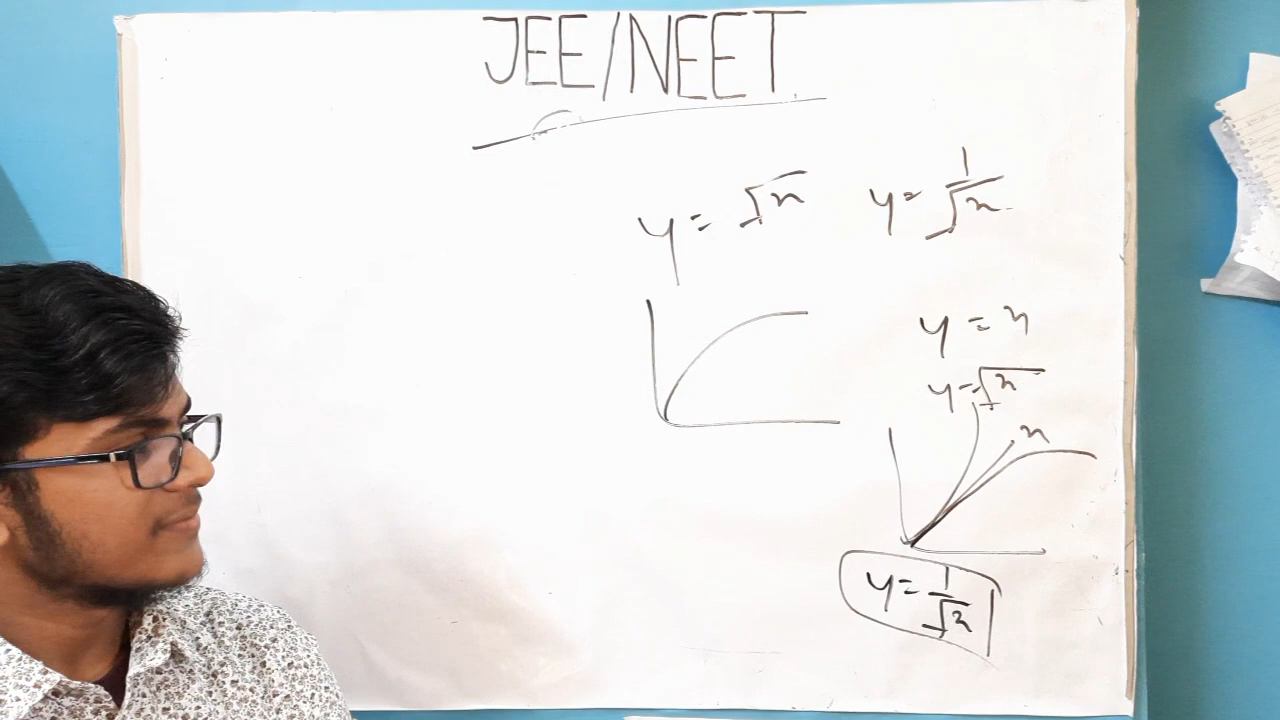 JEE/NEET
y = √x y = 1/√x
y = x
y = √x
x
y = 1/√x